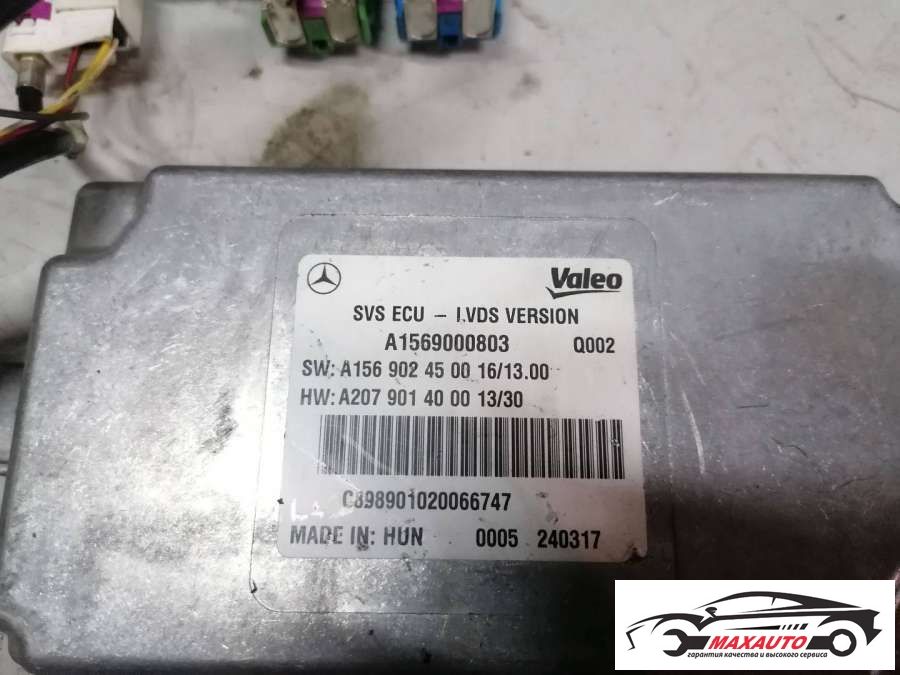 Valeo
SVS ECU – LVDS VERSION
A1569000803 Q002
SW: A156 902 45 00 16/13.00
HW: A207 901 40 00 13/30
C898901020066747
MADE IN: HUN 0005 240317
MAXAUTO
гарантия качества и высокого сервиса